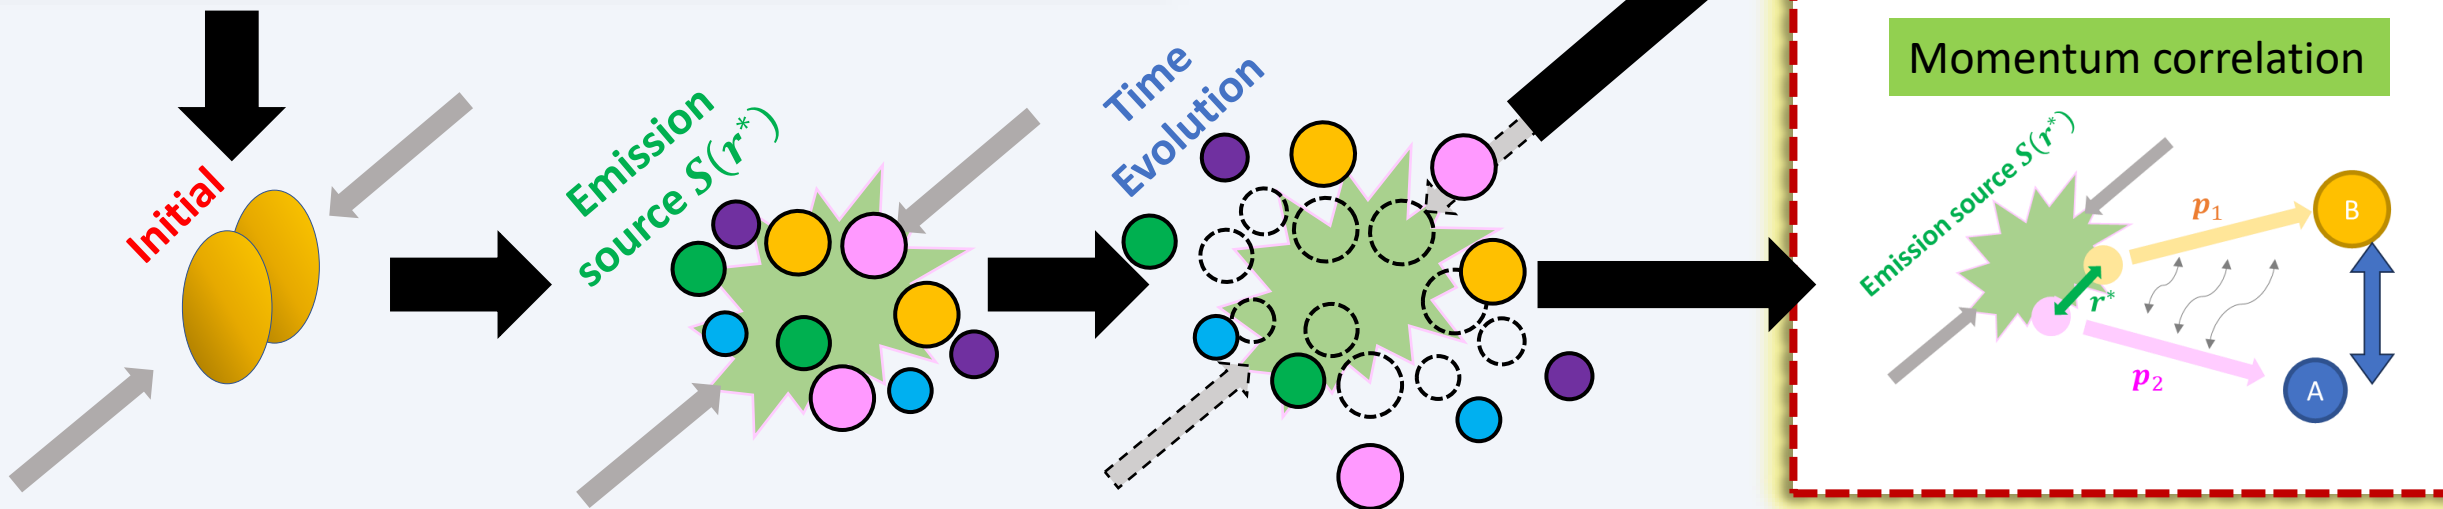 Initial
Emission
source S(r*)
Time
Evolution
Momentum correlation
Emission source S(r*)
p₁
B
r*
p₂
A